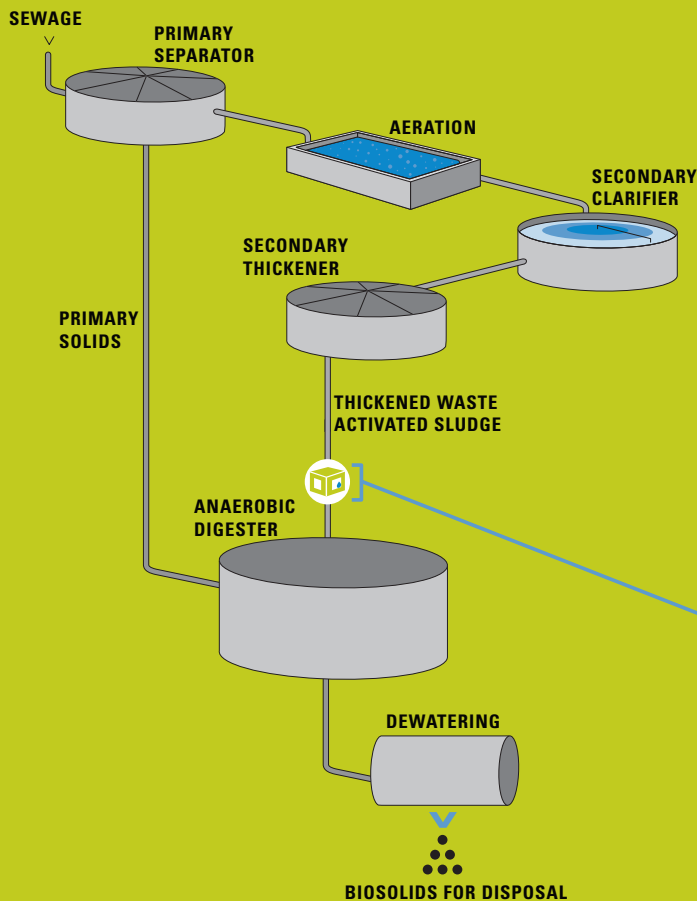 SEWAGE
PRIMARY
SEPARATOR
AERATION
SECONDARY
CLARIFIER
SECONDARY
THICKENER
PRIMARY
SOLIDS
THICKENED WASTE
ACTIVATED SLUDGE
ANAEROBIC
DIGESTER
DEWATERING
BIOSOLIDS FOR DISPOSAL